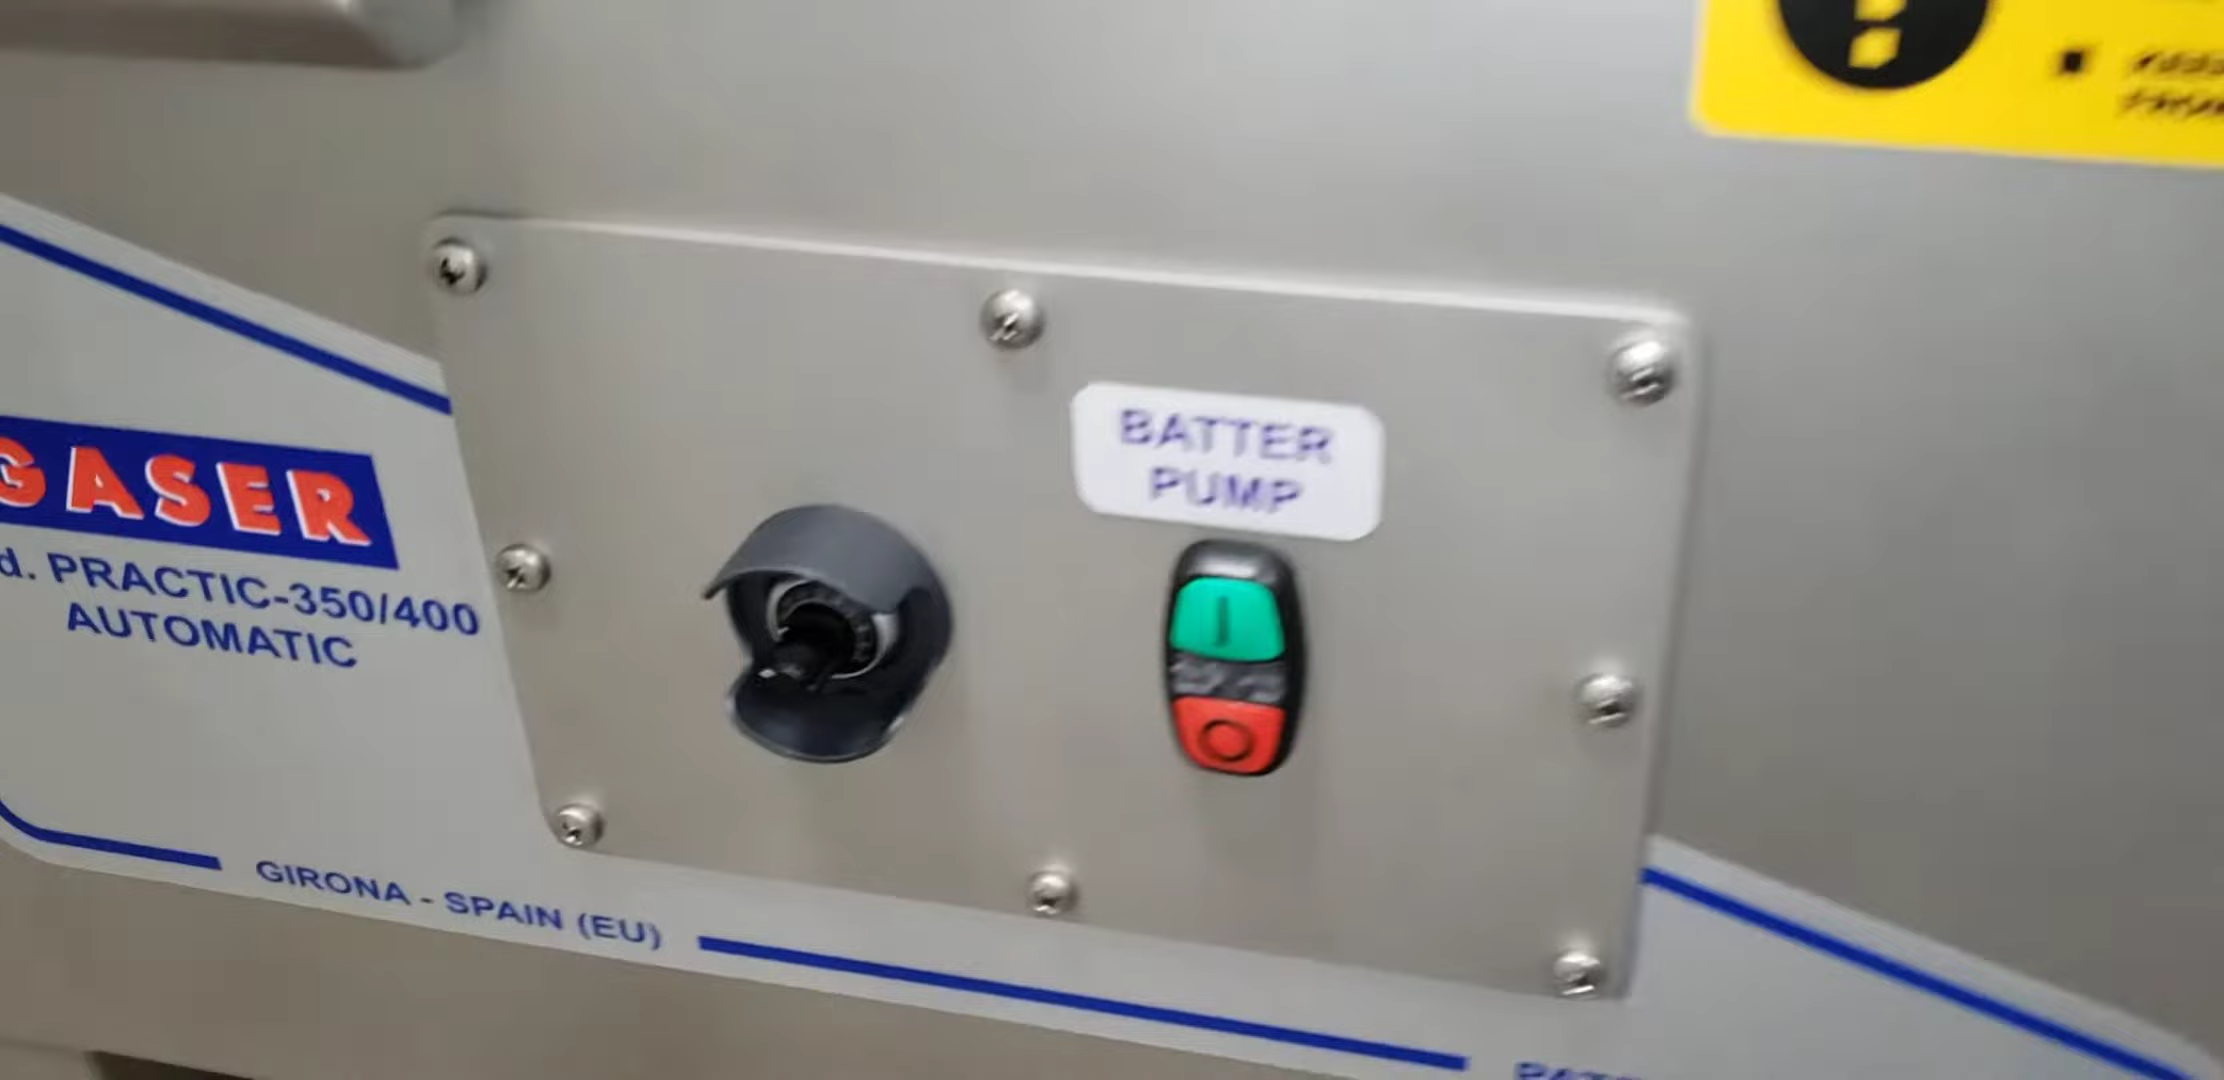 GASER
d. PRACTIC-350/400
AUTOMATIC
BATTER
PUMP
GIRONA - SPAIN (EU)